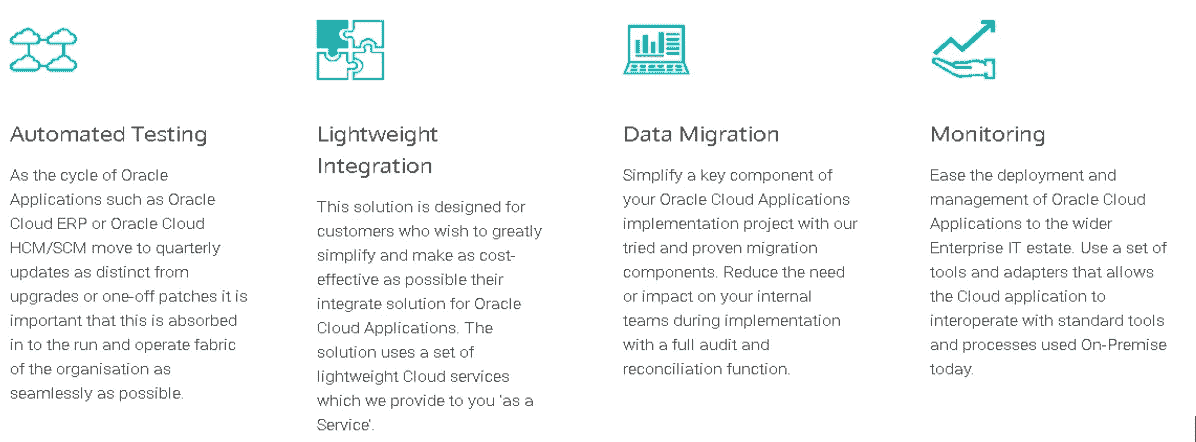 Automated Testing
As the cycle of Oracle
Applications such as Oracle
Cloud ERP or Oracle Cloud
HCM/SCM move to quarterly
updates as distinct from
upgrades or one-off patches it is
important that this is absorbed
in to the run and operate fabric
of the organisation as
seamlessly as possible.
Lightweight
Integration
This solution is designed for
customers who wish to greatly
simplify and make as cost-
effective as possible their
integrate solution for Oracle
Cloud Applications. The
solution uses a set of
lightweight Cloud services
which we provide to you 'as a
Service'.
Data Migration
Simplify a key component of
your Oracle Cloud Applications
implementation project with our
tried and proven migration
components. Reduce the need
or impact on your internal
teams during implementation
with a full audit and
reconciliation function.
Monitoring
Ease the deployment and
management of Oracle Cloud
Applications to the wider
Enterprise IT estate. Use a set of
tools and adapters that allows
the Cloud application to
interoperate with standard tools
and processes used On-Premise
today.